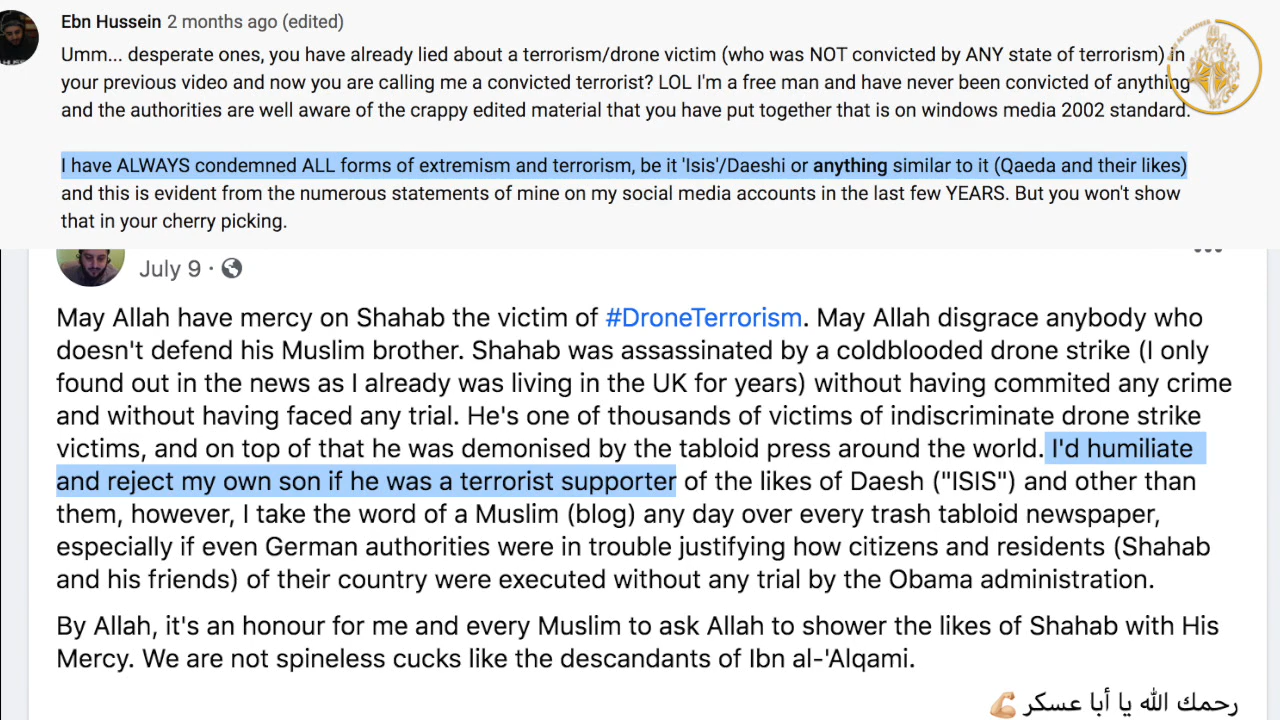 Ebn Hussein 2 months ago (edited)
Umm... desperate ones, you have already lied about a terrorism/drone victim (who was NOT convicted by ANY state of terrorism) in
your previous video and now you are calling me a convicted terrorist? LOL I'm a free man and have never been convicted of anything
and the authorities are well aware of the crappy edited material that you have put together that is on windows media 2002 standard.
I have ALWAYS condemned ALL forms of extremism and terrorism, be it 'Isis'/Daeshi or anything similar to it (Qaeda and their likes)
and this is evident from the numerous statements of mine on my social media accounts in the last few YEARS. But you won't show
that in your cherry picking.
July 9 ·
May Allah have mercy on Shahab the victim of #DroneTerrorism. May Allah disgrace anybody who
doesn't defend his Muslim brother. Shahab was assassinated by a coldblooded drone strike (I only
found out in the news as I already was living in the UK for years) without having commited any crime
and without having faced any trial. He's one of thousands of victims of indiscriminate drone strike
victims, and on top of that he was demonised by the tabloid press around the world. I'd humiliate
and reject my own son if he was a terrorist supporter of the likes of Daesh ("ISIS") and other than
them, however, I take the word of a Muslim (blog) any day over every trash tabloid newspaper,
especially if even German authorities were in trouble justifying how citizens and residents (Shahab
and his friends) of their country were executed without any trial by the Obama administration.
By Allah, it's an honour for me and every Muslim to ask Allah to shower the likes of Shahab with His
Mercy. We are not spineless cucks like the descandants of Ibn al-'Alqami.
رحمك الله يا أبا عسكر 💪🏼